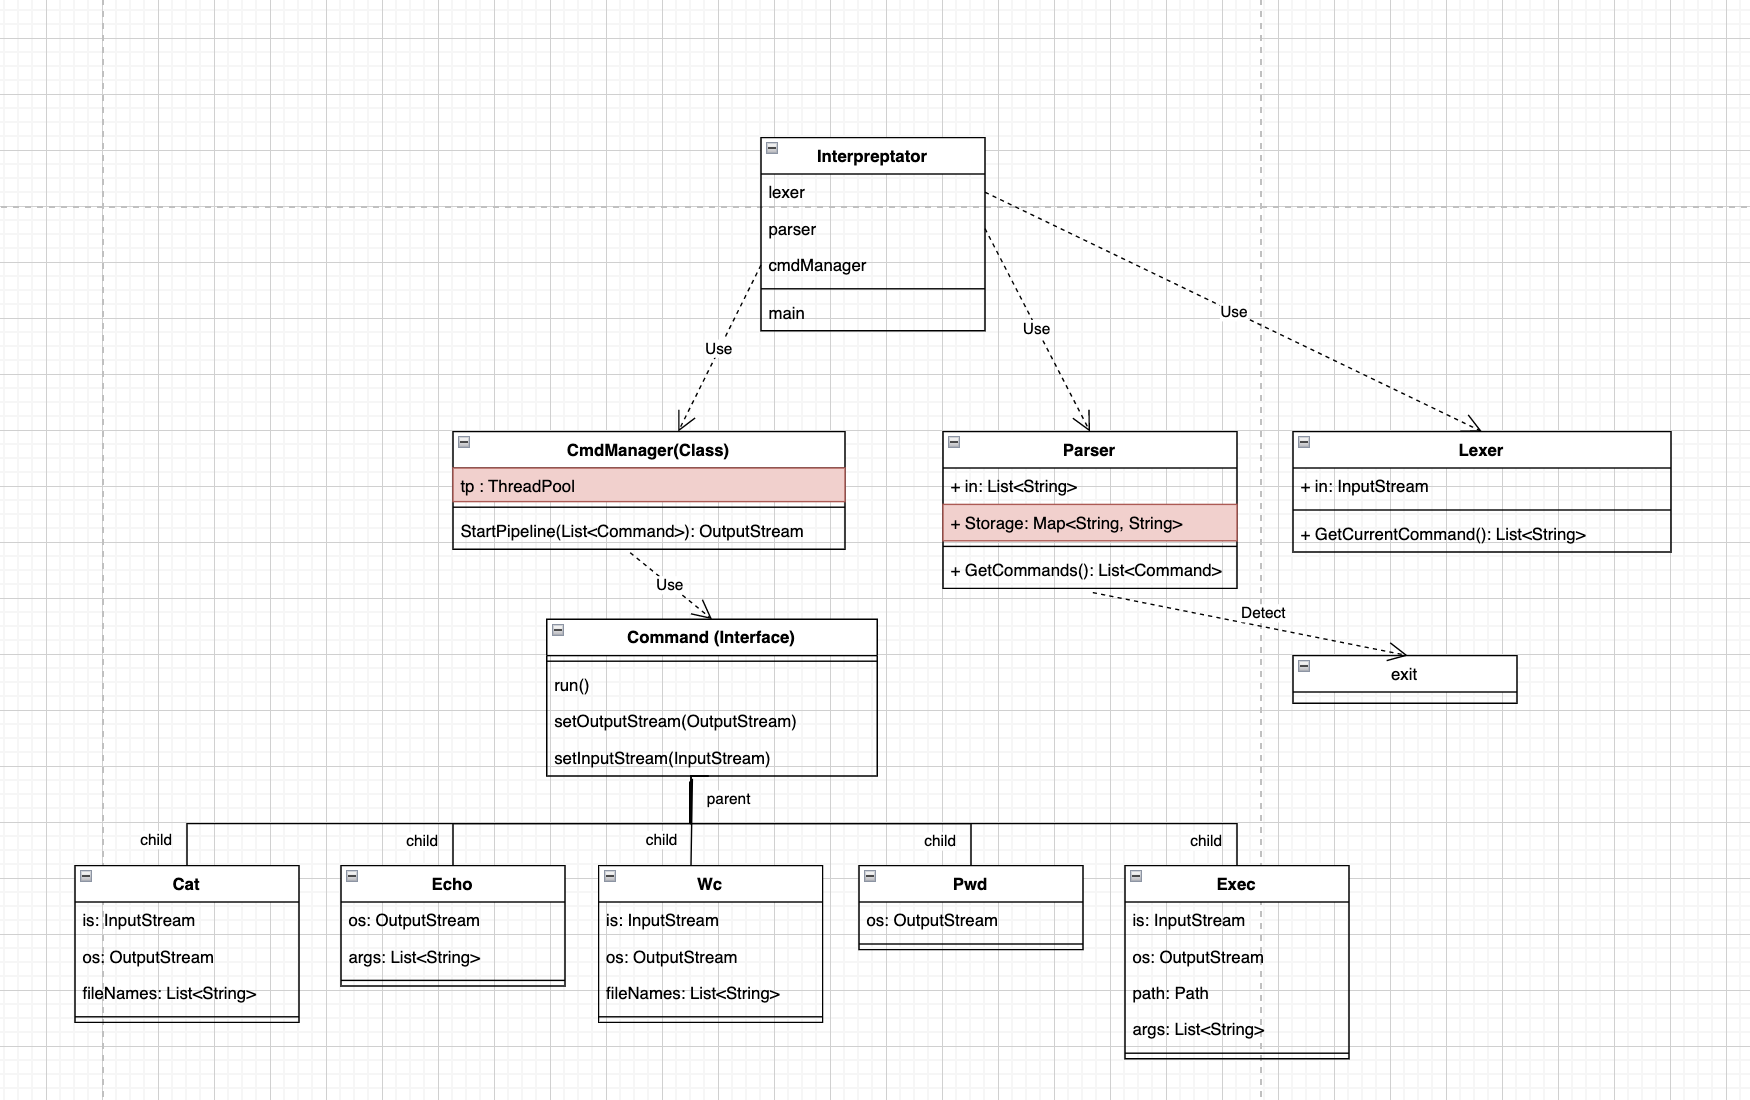 Interpreptator
lexer
parser
cmdManager
main
Use
Use
Use
CmdManager(Class)
tp : ThreadPool
StartPipeline(List<Command>): OutputStream
Parser
+ in: List<String>
+ Storage: Map<String, String>
+ GetCommands(): List<Command>
Lexer
+ in: InputStream
+ GetCurrentCommand(): List<String>
Use
Detect
Command (Interface)
run()
setOutputStream(OutputStream)
setInputStream(InputStream)
exit
parent
child
child
child
child
child
Cat
is: InputStream
os: OutputStream
fileNames: List<String>
Echo
os: OutputStream
args: List<String>
Wc
is: InputStream
os: OutputStream
fileNames: List<String>
Pwd
os: OutputStream
Exec
is: InputStream
os: OutputStream
path: Path
args: List<String>